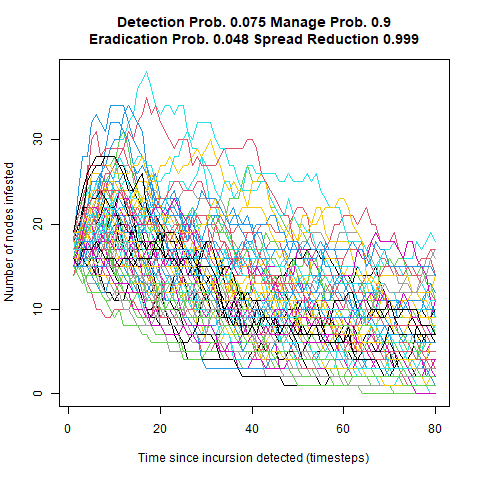 Detection Prob. 0.075 Manage Prob. 0.9
Eradication Prob. 0.048 Spread Reduction 0.999
Number of nodes infested
30
20
10
0
0 20 40 60 80
Time since incursion detected (timesteps)